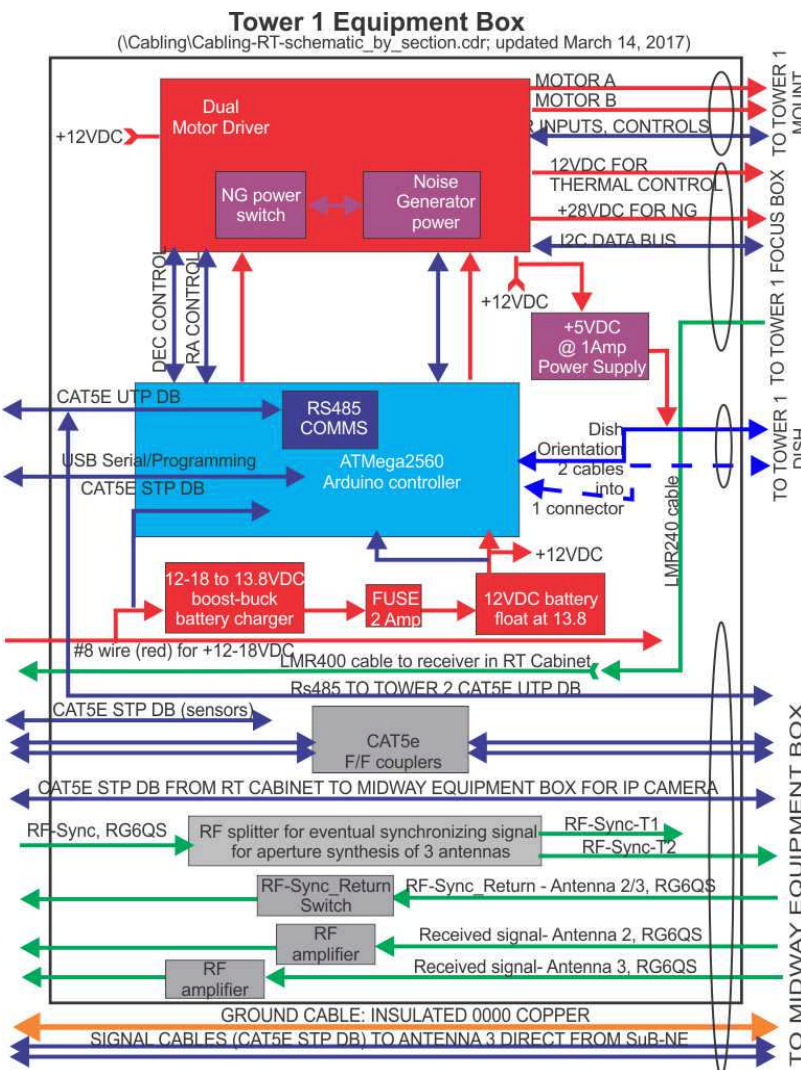 Tower 1 Equipment Box
(\Cabling\Cabling-RT-schematic_by_section.cdr; updated March 14, 2017)
Dual
Motor Driver
+12VDC
NG power
switch
Noise
Generator
power
MOTOR A
MOTOR B
R INPUTS, CONTROLS
TO TOWER 1
MOUNT
12VDC FOR
THERMAL CONTROL
+28VDC FOR NG
I2C DATA BUS
TO TOWER 1 FOCUS BOX
DEC CONTROL
RA CONTROL
+12VDC
+5VDC
@ 1Amp
Power Supply
CAT5E UTP DB
RS485
COMMS
USB Serial/Programming
ATMega2560
Arduino controller
CAT5E STP DB
Dish
Orientation
2 cables
into
1 connector
TO TOWER 1
DISH
LMR240 cable
+12VDC
12-18 to 13.8VDC
boost-buck
battery charger
FUSE
2 Amp
12VDC battery
float at 13.8
#8 wire (red) for +12-18VDC
LMR400 cable to receiver in RT Cabinet
Rs485 TO TOWER 2 CAT5E UTP DB
CAT5E STP DB (sensors)
CAT5e
F/F couplers
CAT5E STP DB FROM RT CABINET TO MIDWAY EQUIPMENT BOX FOR IP CAMERA
RF-Sync, RG6QS
RF splitter for eventual synchronizing signal
for aperture synthesis of 3 antennas
RF-Sync-T1
RF-Sync-T2
RF-Sync_Return
Switch
RF-Sync_Return - Antenna 2/3, RG6QS
RF
amplifier
Received signal- Antenna 2, RG6QS
RF
amplifier
Received signal- Antenna 3, RG6QS
TO MIDWAY EQUIPMENT BOX
GROUND CABLE: INSULATED 0000 COPPER
SIGNAL CABLES (CAT5E STP DB) TO ANTENNA 3 DIRECT FROM SuB-NE